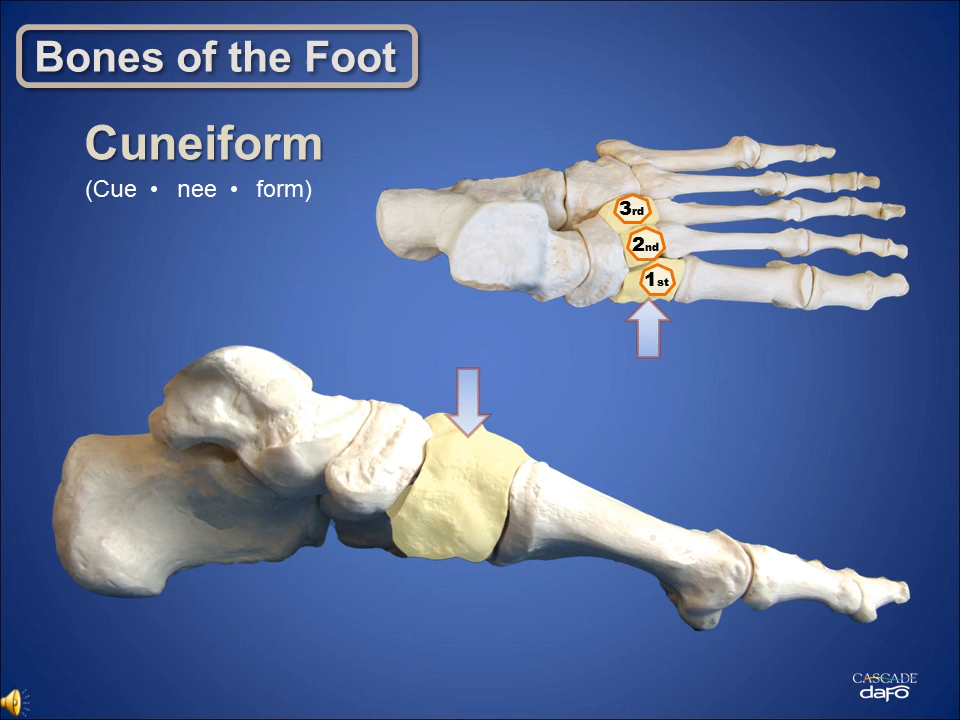 Bones of the Foot
Cuneiform
(Cue • nee • form)
3rd
2nd
1st
CASCADE
dafo